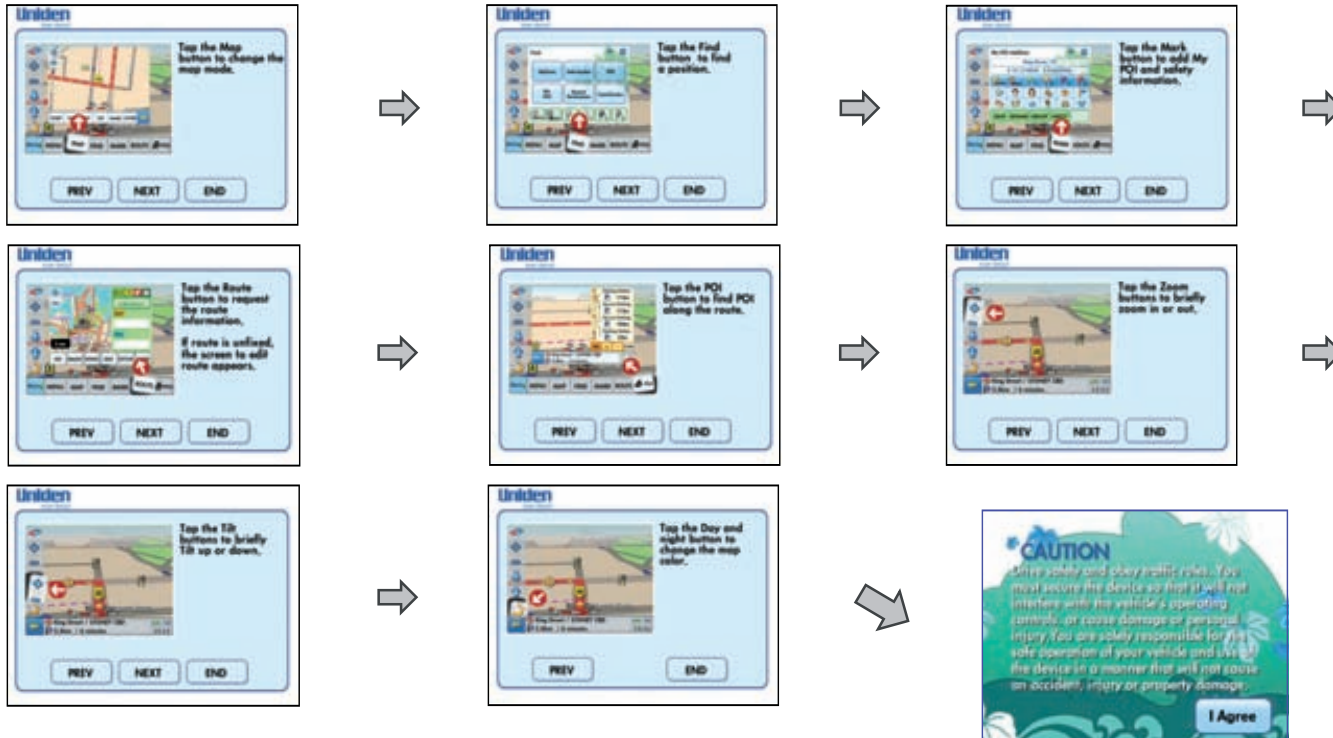 Uniden
Tap the Map
button to change the
map mode.
PREV NEXT END
Uniden
Tap the Find
button to find
a position.
PREV NEXT END
Uniden
Tap the Mark
button to add My
POI and safety
information.
PREV NEXT END
Uniden
Tap the Route
button to request
the route
information.
If route is unfixed,
the screen to edit
route appears.
PREV NEXT END
Uniden
Tap the POI
button to find POI
along the route.
PREV NEXT END
Uniden
Tap the Zoom
buttons to briefly
zoom in or out.
PREV NEXT END
Uniden
Tap the Tilt
buttons to briefly
Tilt up or down.
PREV NEXT END
Uniden
Tap the Day and
night button to
change the map
color.
PREV END
CAUTION
Drive safely and obey traffic rules. You
must secure the device so that it will not
interfere with the vehicle's operating
controls, or cause damage or personal
injury. You are solely responsible for the
safe operation of your vehicle and use of
the device in a manner that will not cause
an accident, injury or property damage.
I Agree